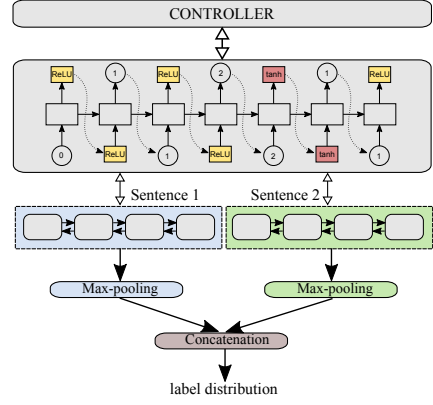 CONTROLLER
ReLU 1 ReLU 2 tanh 1 ReLU
0 ReLU 1 ReLU 2 tanh 1
Sentence 1 Sentence 2
Max-pooling Max-pooling
Concatenation
label distribution